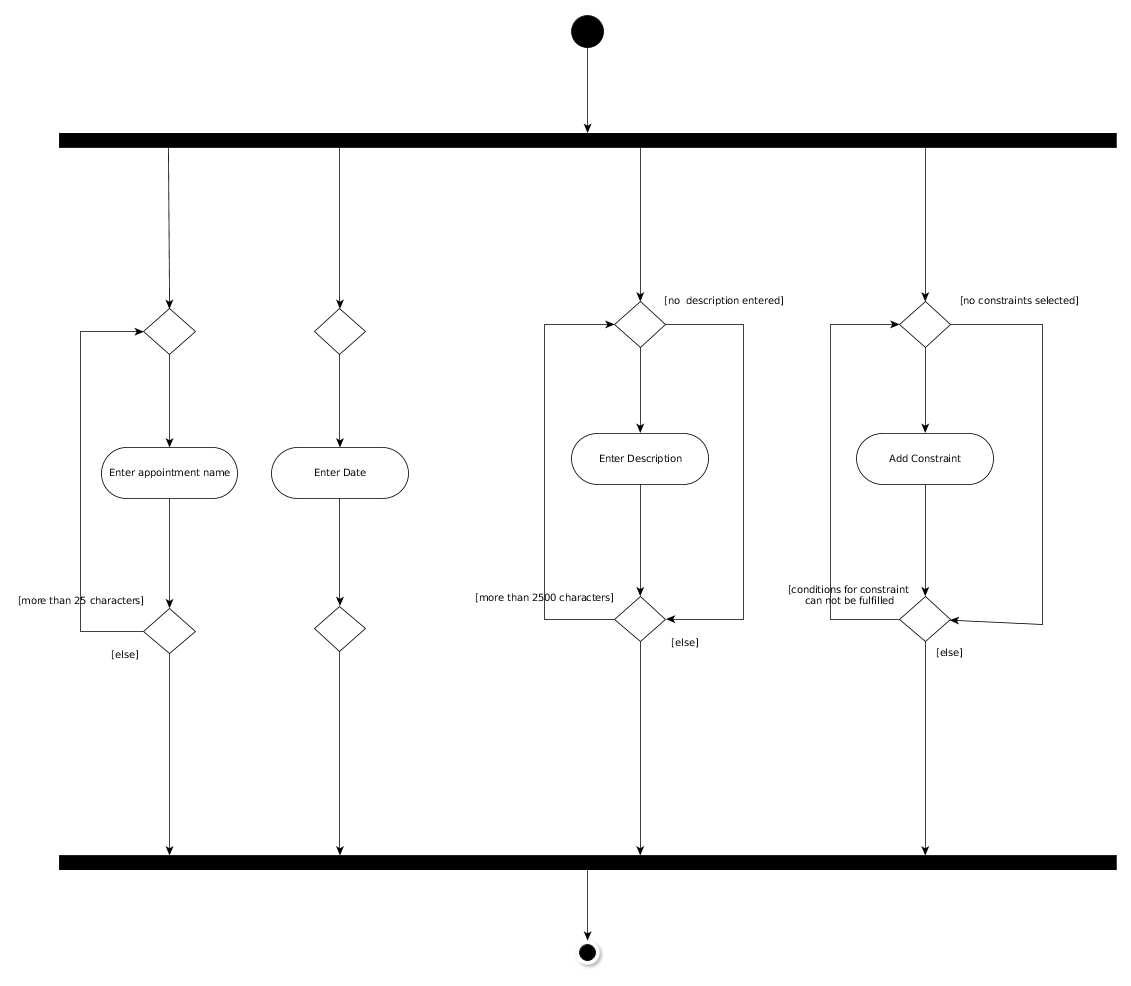 [no  description entered]
[no constraints selected]
Enter appointment name
Enter Date
Enter Description
Add Constraint
[more than 25 characters]
[else]
[more than 2500 characters]
[else]
[conditions for constraint
can not be fulfilled
[else]